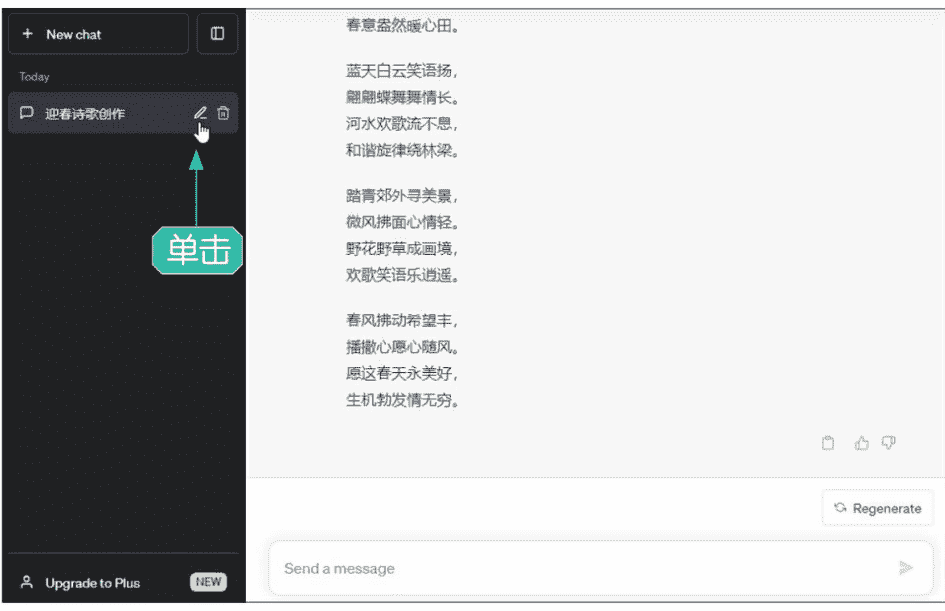 New chat
Today
迎春诗歌创作
单击
Upgrade to Plus
NEW
春意盎然暖心田。
蓝天白云笑语扬，
翩翩蝶舞舞情长。
河水欢歌流不息，
和谐旋律绕林梁。
踏青郊外寻美景，
微风拂面心情轻。
野花野草成画境，
欢歌笑语乐逍遥。
春风拂动希望丰，
播撒心愿心随风。
愿这春天永美好，
生机勃发情无穷。
Regenerate
Send a message